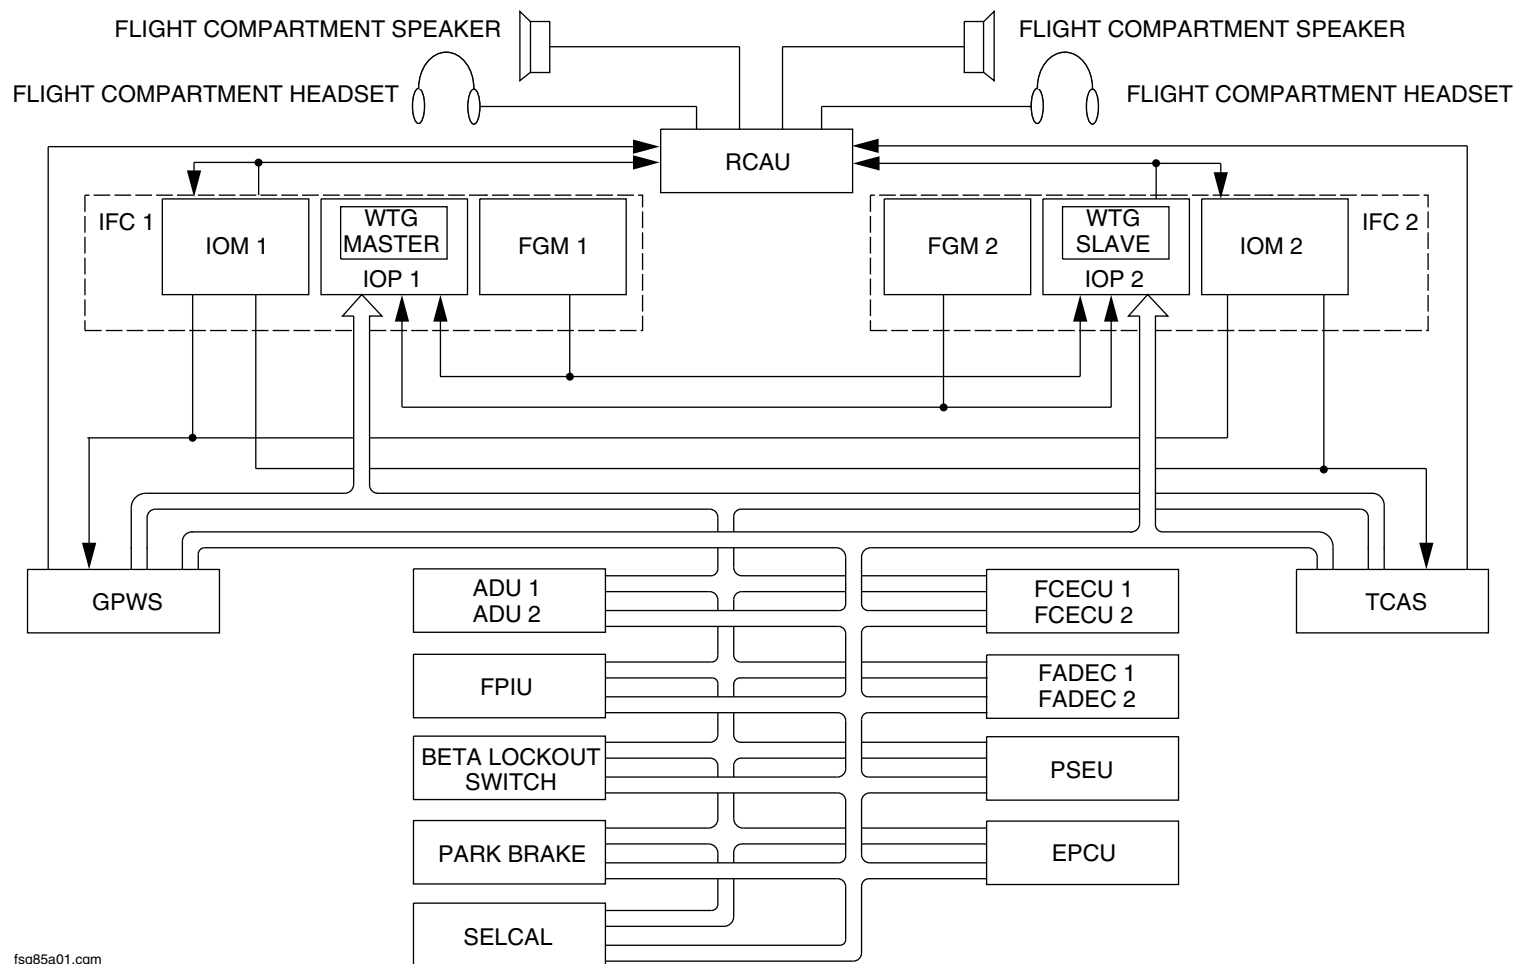 FLIGHT COMPARTMENT SPEAKER
FLIGHT COMPARTMENT SPEAKER
FLIGHT COMPARTMENT HEADSET
FLIGHT COMPARTMENT HEADSET
RCAU
IFC 1
IOM 1
WTG
MASTER
IOP 1
FGM 1
FGM 2
WTG
SLAVE
IOP 2
IOM 2
IFC 2
GPWS
ADU 1
ADU 2
FCECU 1
FCECU 2
TCAS
FPIU
FADEC 1
FADEC 2
BETA LOCKOUT
SWITCH
PSEU
PARK BRAKE
EPCU
SELCAL
fsg85a01.cgm